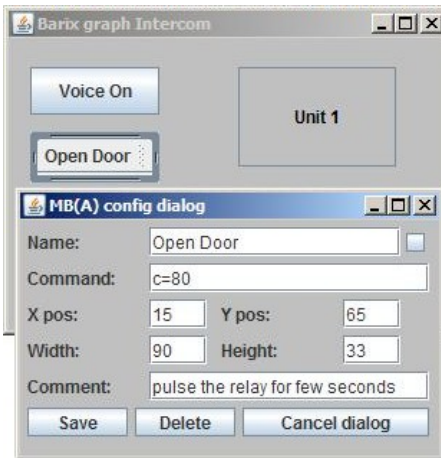 Barix graph Intercom
Voice On
Unit 1
Open Door
MB(A) config dialog
Name: Open Door
Command: c=80
X pos: 15 Y pos: 65
Width: 90 Height: 33
Comment: pulse the relay for few seconds
Save Delete Cancel dialog